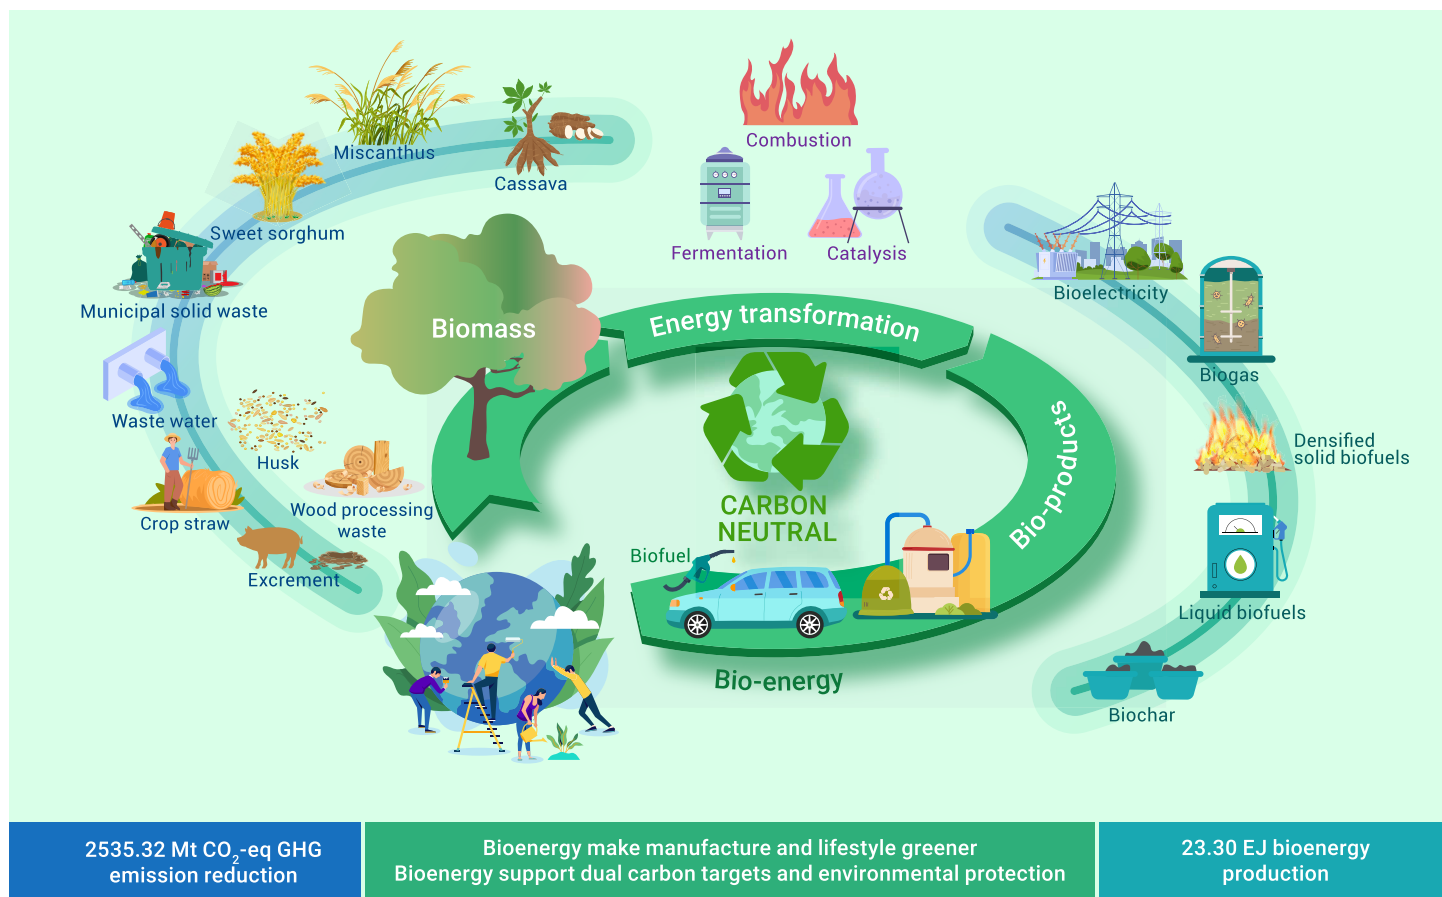 Miscanthus
Cassava
Sweet sorghum
Municipal solid waste
Waste water
Husk
Crop straw
Wood processing
waste
Excrement
Biomass
Combustion
Fermentation
Catalysis
Energy transformation
Bio-products
CARBON
NEUTRAL
Biofuel
Bio-energy
Bioelectricity
Biogas
Densified
solid biofuels
Liquid biofuels
Biochar
2535.32 Mt CO₂-eq GHG
emission reduction
Bioenergy make manufacture and lifestyle greener
Bioenergy support dual carbon targets and environmental protection
23.30 EJ bioenergy
production